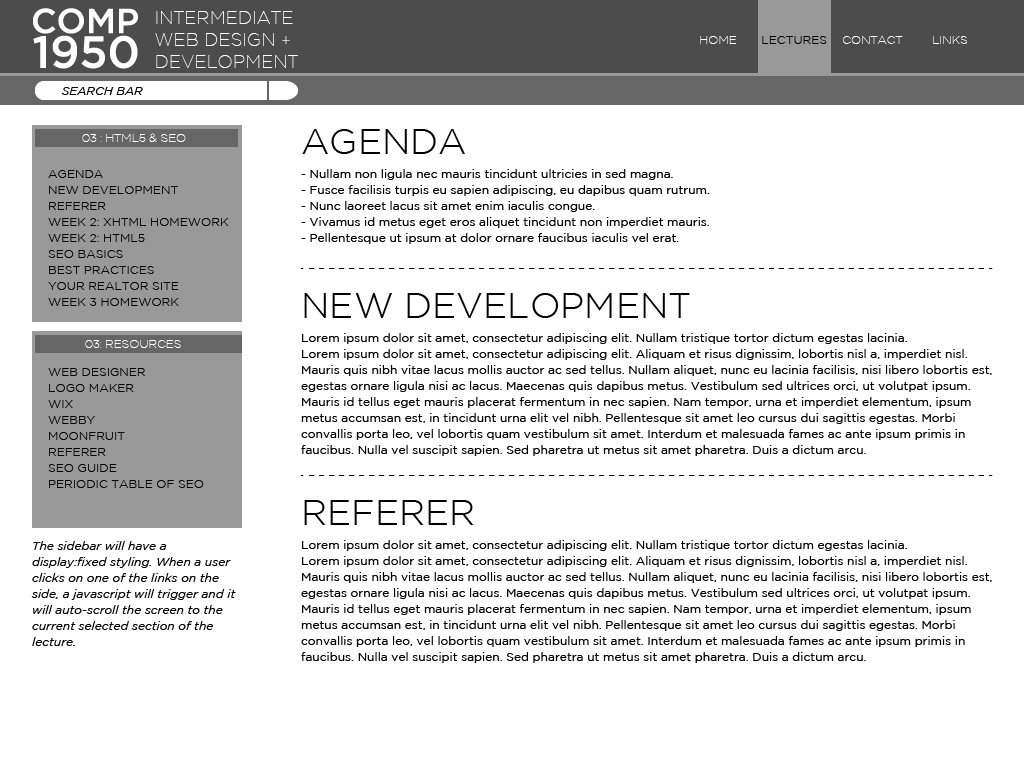 COMP
1950
INTERMEDIATE
WEB DESIGN +
DEVELOPMENT
HOME
LECTURES
CONTACT
LINKS
SEARCH BAR
03 : HTML5 & SEO
AGENDA
NEW DEVELOPMENT
REFERER
WEEK 2: XHTML HOMEWORK
WEEK 2: HTML5
SEO BASICS
BEST PRACTICES
YOUR REALTOR SITE
WEEK 3 HOMEWORK
03: RESOURCES
WEB DESIGNER
LOGO MAKER
WIX
WEBBY
MOONFRUIT
REFERER
SEO GUIDE
PERIODIC TABLE OF SEO
The sidebar will have a
display:fixed styling. When a user
clicks on one of the links on the
side, a javascript will trigger and it
will auto-scroll the screen to the
current selected section of the
lecture.
AGENDA
- Nullam non ligula nec mauris tincidunt ultricies in sed magna.
- Fusce facilisis turpis eu sapien adipiscing, eu dapibus quam rutrum.
- Nunc laoreet lacus sit amet enim iaculis congue.
- Vivamus id metus eget eros aliquet tincidunt non imperdiet mauris.
- Pellentesque ut ipsum at dolor ornare faucibus iaculis vel erat.
NEW DEVELOPMENT
Lorem ipsum dolor sit amet, consectetur adipiscing elit. Nullam tristique tortor dictum egestas lacinia.
Lorem ipsum dolor sit amet, consectetur adipiscing elit. Aliquam et risus dignissim, lobortis nisl a, imperdiet nisl.
Mauris quis nibh vitae lacus mollis auctor ac sed tellus. Nullam aliquet, nunc eu lacinia facilisis, nisi libero lobortis est,
egestas ornare ligula nisi ac lacus. Maecenas quis dapibus metus. Vestibulum sed ultrices orci, ut volutpat ipsum.
Mauris id tellus eget mauris placerat fermentum in nec sapien. Nam tempor, urna et imperdiet elementum, ipsum
metus accumsan est, in tincidunt urna elit vel nibh. Pellentesque sit amet leo cursus dui sagittis egestas. Morbi
convallis porta leo, vel lobortis quam vestibulum sit amet. Interdum et malesuada fames ac ante ipsum primis in
faucibus. Nulla vel suscipit sapien. Sed pharetra ut metus sit amet pharetra. Duis a dictum arcu.
REFERER
Lorem ipsum dolor sit amet, consectetur adipiscing elit. Nullam tristique tortor dictum egestas lacinia.
Lorem ipsum dolor sit amet, consectetur adipiscing elit. Aliquam et risus dignissim, lobortis nisl a, imperdiet nisl.
Mauris quis nibh vitae lacus mollis auctor ac sed tellus. Nullam aliquet, nunc eu lacinia facilisis, nisi libero lobortis est,
egestas ornare ligula nisi ac lacus. Maecenas quis dapibus metus. Vestibulum sed ultrices orci, ut volutpat ipsum.
Mauris id tellus eget mauris placerat fermentum in nec sapien. Nam tempor, urna et imperdiet elementum, ipsum
metus accumsan est, in tincidunt urna elit vel nibh. Pellentesque sit amet leo cursus dui sagittis egestas. Morbi
convallis porta leo, vel lobortis quam vestibulum sit amet. Interdum et malesuada fames ac ante ipsum primis in
faucibus. Nulla vel suscipit sapien. Sed pharetra ut metus sit amet pharetra. Duis a dictum arcu.